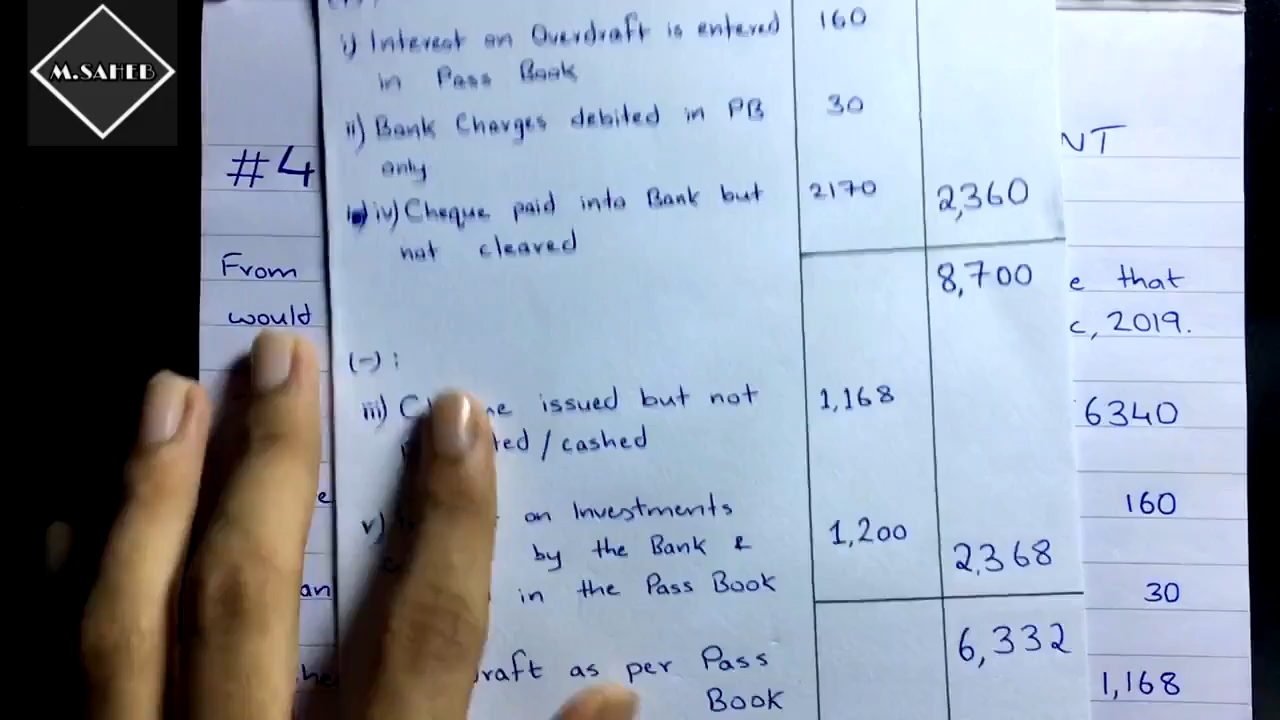 M.SAHEB
i) Interest on Overdraft is entered 160
in Pass Book
ii) Bank Charges debited in PB 30
only
iv) Cheque paid into Bank but 2170 2,360
not cleared
8,700
(-) :
iii) issued but not 1,168
/ cashed
v) on Investments
by the Bank & 1,200 2,368
in the Pass Book
6,332
as per Pass
Book
#4
NT
From
would
that
2019.
6340
160
30
1,168